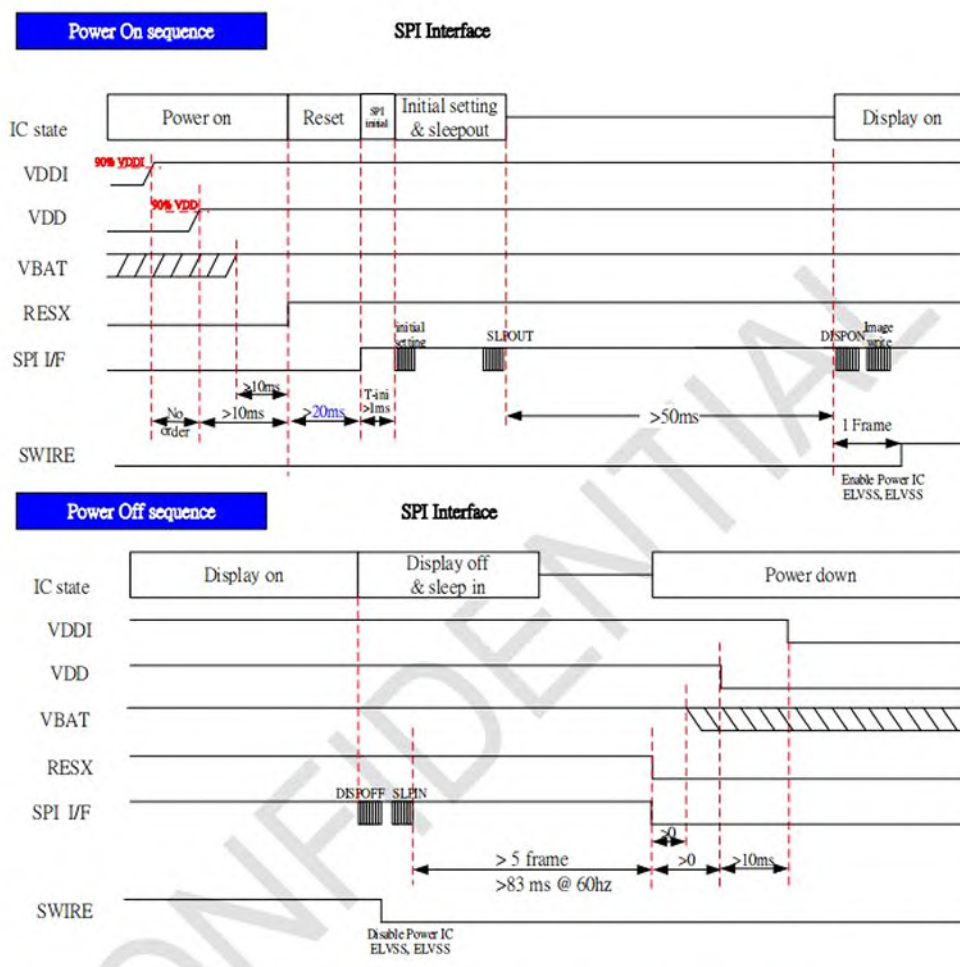 Power On sequence
SPI Interface
IC state
Power on
Reset
SPI
initial
Initial setting
& sleepout
Display on
VDDI
90% VDDI
VDD
90% VDD
VBAT
RESX
SPI I/F
initial
setting
SLPOUT
DISPON
Image
write
>10ms
No
order
>10ms
>20ms
T-ini
>1ms
>50ms
1 Frame
SWIRE
Enable Power IC
ELVSS, ELVSS
Power Off sequence
SPI Interface
IC state
Display on
Display off
& sleep in
Power down
VDDI
VDD
VBAT
RESX
SPI I/F
DISPOFF
SLPIN
>0
> 5 frame
>83 ms @ 60hz
>0
>10ms
SWIRE
Disable Power IC
ELVSS, ELVSS
CONFIDENTIAL